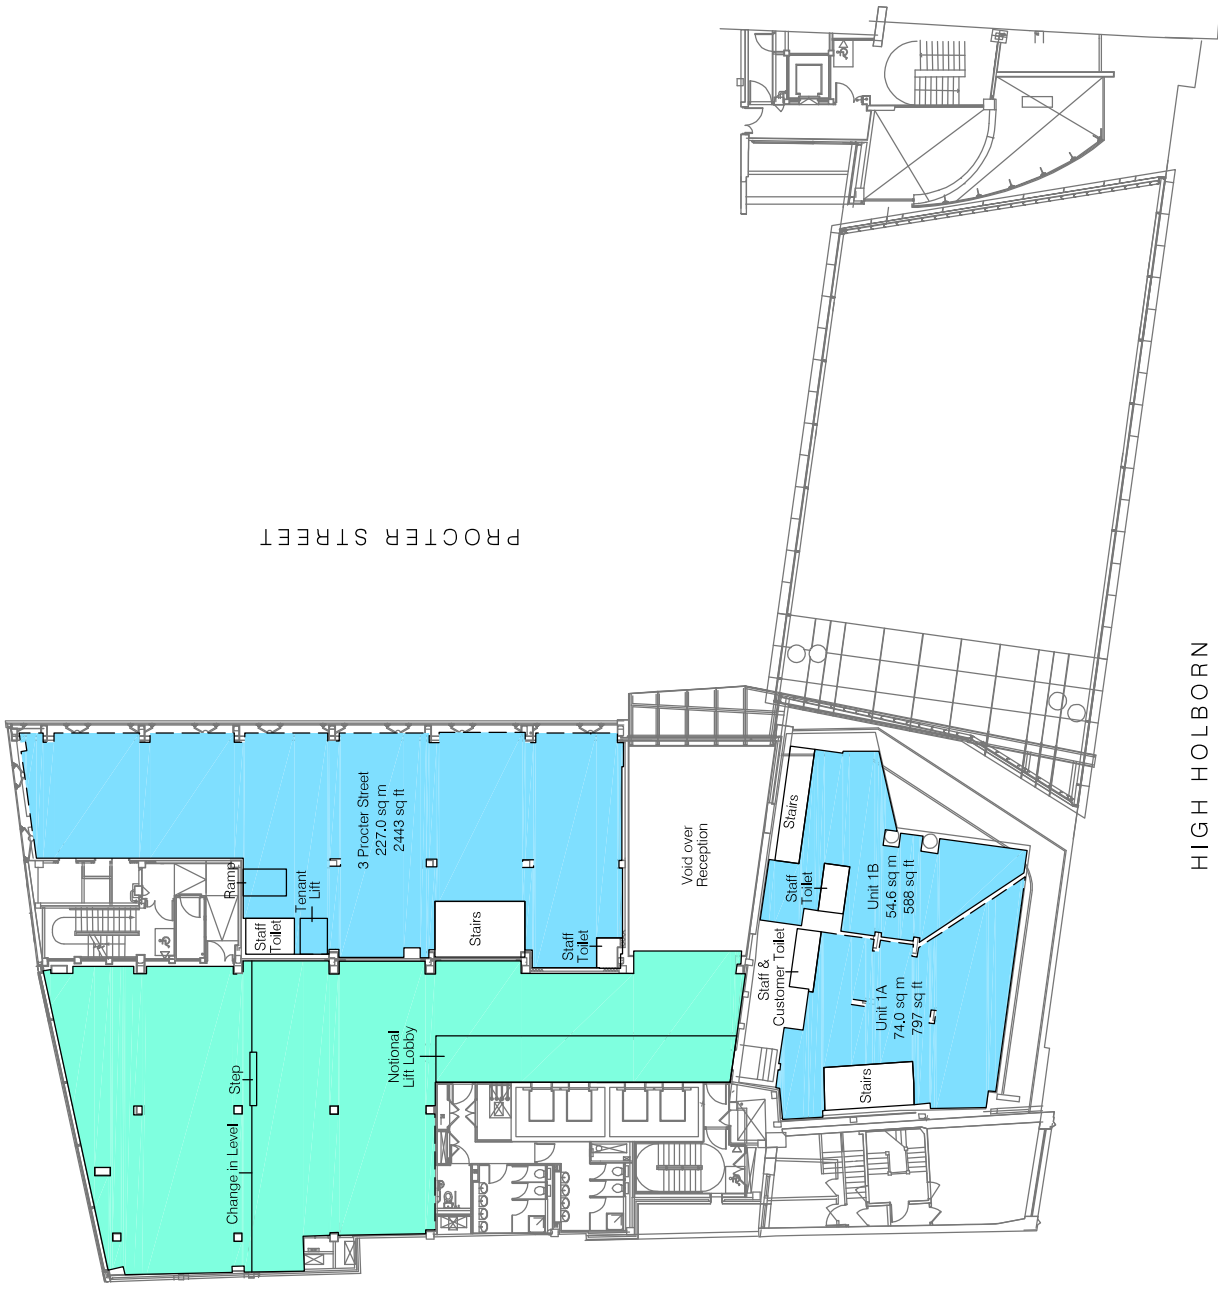 PROCTER STREET
HIGH HOLBORN
3 Procter Street
227.0 sq m
2443 sq ft
Ramp
Tenant
Lift
Staff
Toilet
Stairs
Staff
Toilet
Void over
Reception
Stairs
Staff
Toilet
Unit 1B
54.6 sq m
588 sq ft
Staff &
Customer Toilet
Unit 1A
74.0 sq m
797 sq ft
Stairs
Notional
Lift Lobby
Step
Change in Level